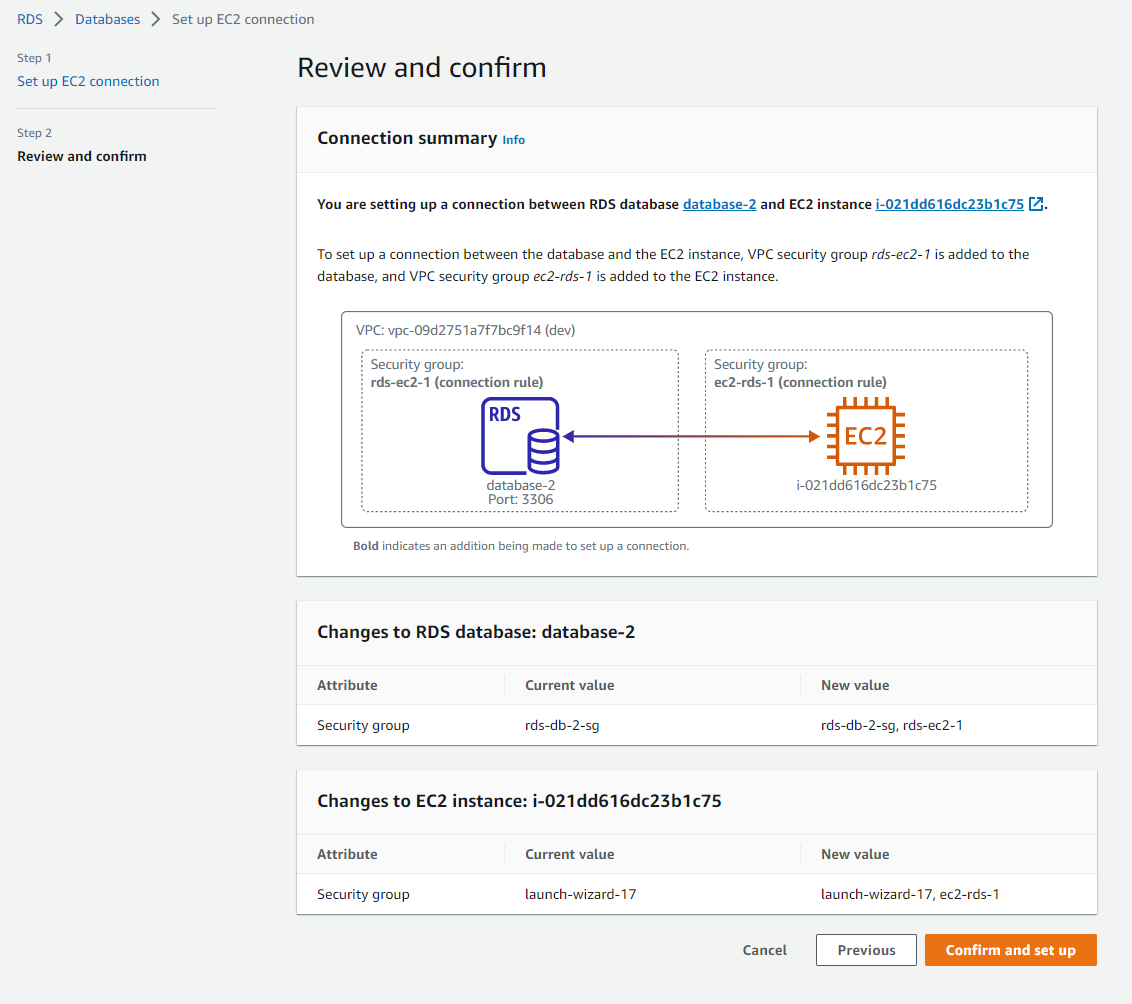 RDS > Databases > Set up EC2 connection
Step 1
Set up EC2 connection
Step 2
Review and confirm
Review and confirm
Connection summary Info
You are setting up a connection between RDS database database-2 and EC2 instance i-021dd616dc23b1c75.
To set up a connection between the database and the EC2 instance, VPC security group rds-ec2-1 is added to the
database, and VPC security group ec2-rds-1 is added to the EC2 instance.
VPC: vpc-09d2751a7f7bc9f14 (dev)
Security group:
rds-ec2-1 (connection rule)
RDS
database-2
Port: 3306
Security group:
ec2-rds-1 (connection rule)
EC2
i-021dd616dc23b1c75
Bold indicates an addition being made to set up a connection.
Changes to RDS database: database-2
Attribute Current value New value
Security group rds-db-2-sg rds-db-2-sg, rds-ec2-1
Changes to EC2 instance: i-021dd616dc23b1c75
Attribute Current value New value
Security group launch-wizard-17 launch-wizard-17, ec2-rds-1
Cancel Previous Confirm and set up